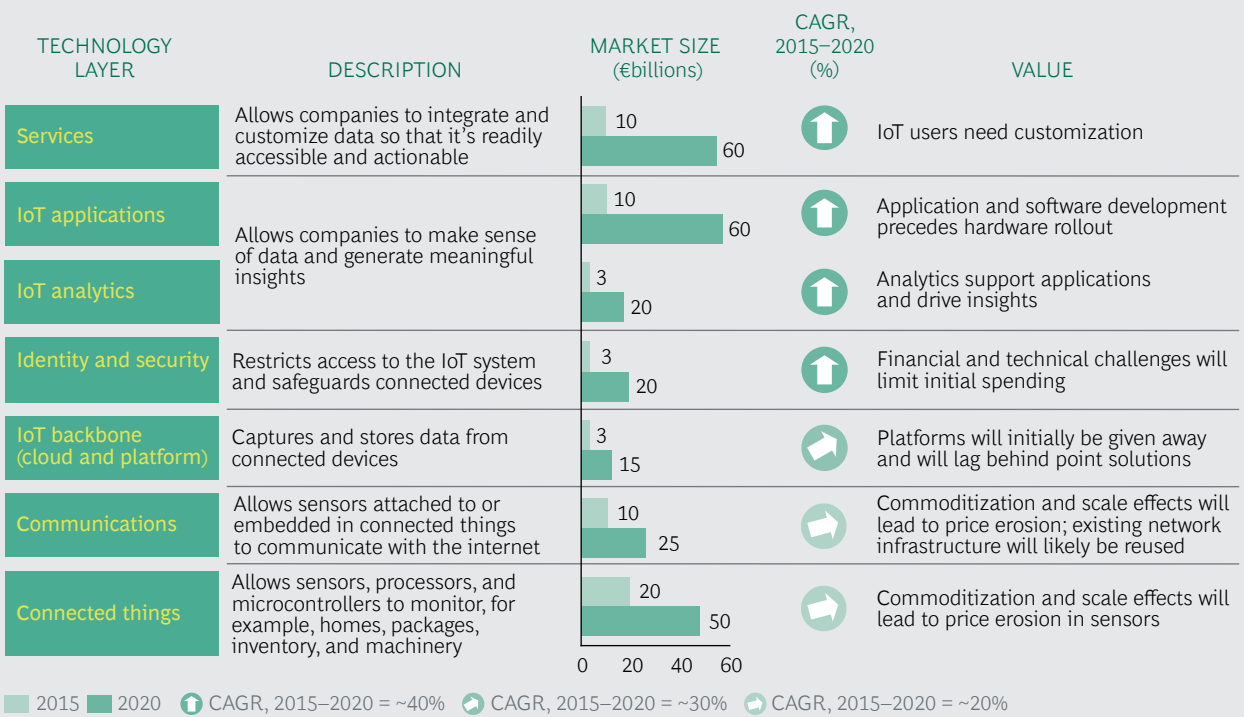 TECHNOLOGY
LAYER
DESCRIPTION
MARKET SIZE
(€billions)
CAGR,
2015–2020
(%)
VALUE
Services
Allows companies to integrate and
customize data so that it's readily
accessible and actionable
10
60
IoT users need customization
IoT applications
Allows companies to make sense
of data and generate meaningful
insights
10
60
Application and software development
precedes hardware rollout
IoT analytics
3
20
Analytics support applications
and drive insights
Identity and security
Restricts access to the IoT system
and safeguards connected devices
3
20
Financial and technical challenges will
limit initial spending
IoT backbone
(cloud and platform)
Captures and stores data from
connected devices
3
15
Platforms will initially be given away
and will lag behind point solutions
Communications
Allows sensors attached to or
embedded in connected things
to communicate with the internet
10
25
Commoditization and scale effects will
lead to price erosion; existing network
infrastructure will likely be reused
Connected things
Allows sensors, processors, and
microcontrollers to monitor, for
example, homes, packages,
inventory, and machinery
20
50
Commoditization and scale effects will
lead to price erosion in sensors
0 20 40 60
2015 2020 CAGR, 2015–2020 = ~40% CAGR, 2015–2020 = ~30% CAGR, 2015–2020 = ~20%